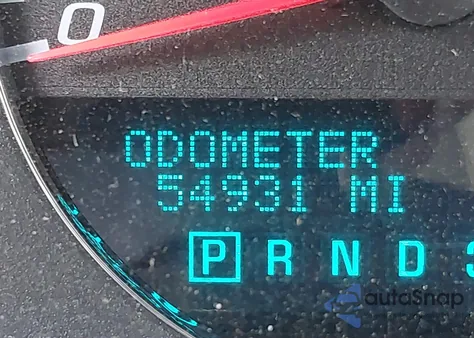 0
ODOMETER
54931 MI
P R N D
autoSnap